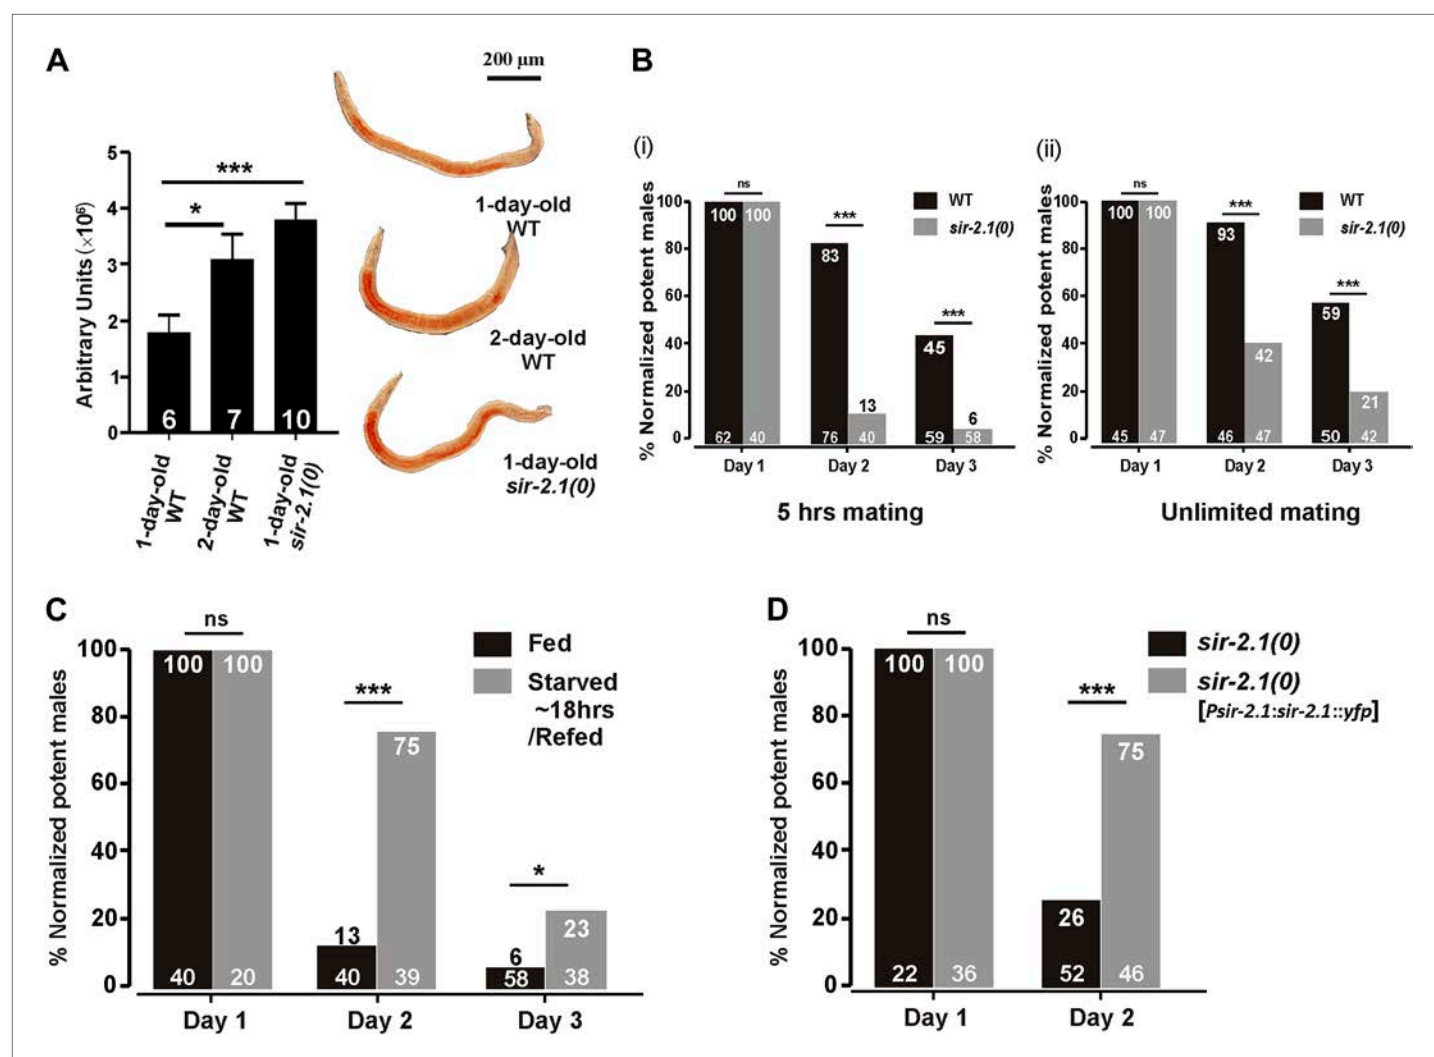 A
200 µm
5
4
3
2
1
0
Arbitrary Units (×10⁶)
***
*
6
7
10
1-day-old
WT
2-day-old
WT
1-day-old
sir-2.1(0)
1-day-old
WT
2-day-old
WT
1-day-old
sir-2.1(0)
B
(i)
% Normalized potent males
100
80
60
40
20
0
ns
***
***
WT
sir-2.1(0)
100
100
83
13
45
6
62
40
76
40
59
58
Day 1
Day 2
Day 3
5 hrs mating
(ii)
% Normalized potent males
100
80
60
40
20
0
ns
***
***
WT
sir-2.1(0)
100
100
93
42
59
21
45
47
46
47
50
42
Day 1
Day 2
Day 3
Unlimited mating
C
% Normalized potent males
100
80
60
40
20
0
ns
***
*
Fed
Starved
~18hrs
/Refed
100
100
13
75
6
23
40
20
40
39
58
38
Day 1
Day 2
Day 3
D
% Normalized potent males
100
80
60
40
20
0
ns
***
sir-2.1(0)
sir-2.1(0)
[Psir-2.1:sir-2.1::yfp]
100
100
26
75
22
36
52
46
Day 1
Day 2